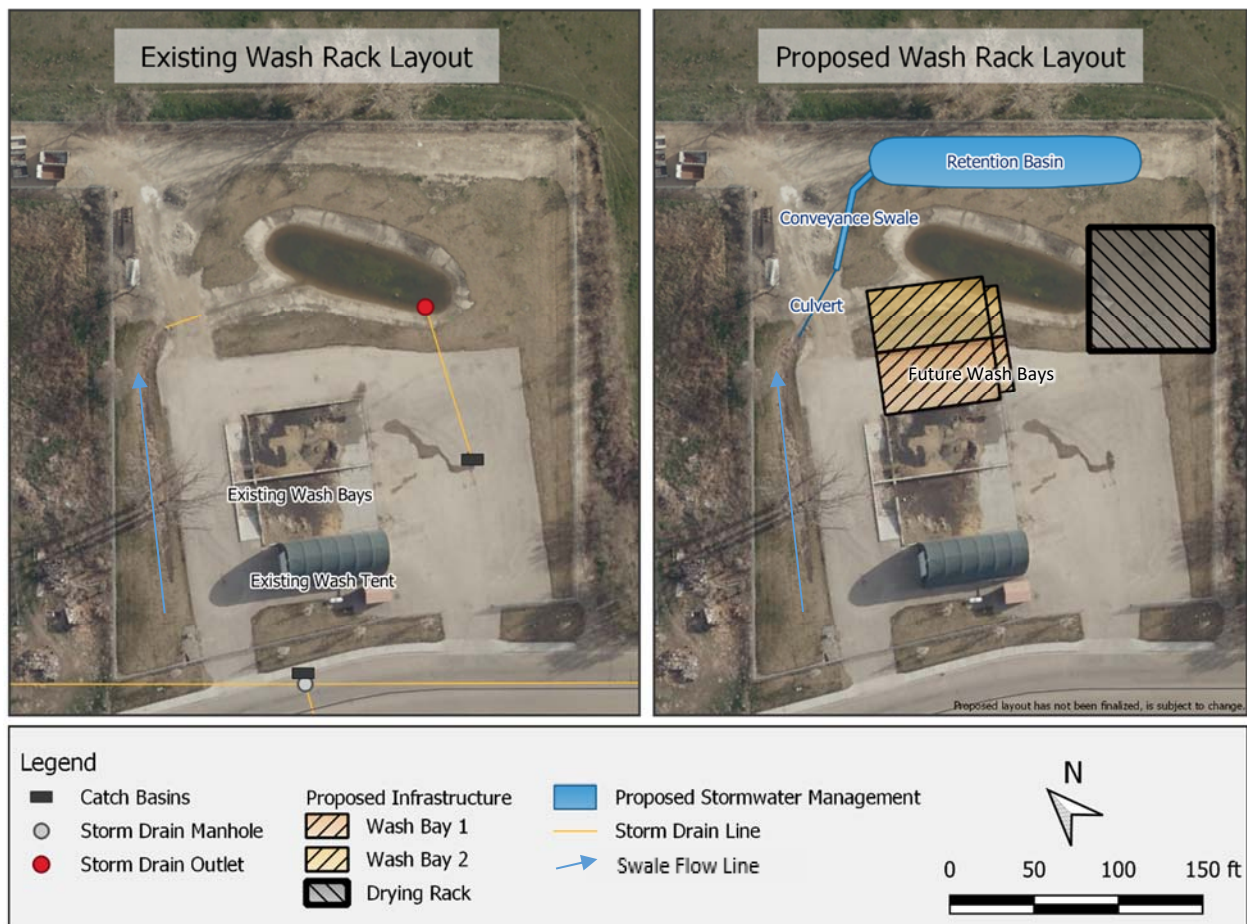 Existing Wash Rack Layout
Existing Wash Bays
Existing Wash Tent
Proposed Wash Rack Layout
Retention Basin
Conveyance Swale
Culvert
Future Wash Bays
Proposed layout has not been finalized, is subject to change.
Legend
Catch Basins
Storm Drain Manhole
Storm Drain Outlet
Proposed Infrastructure
Wash Bay 1
Wash Bay 2
Drying Rack
Proposed Stormwater Management
Storm Drain Line
Swale Flow Line
N
0 50 100 150 ft